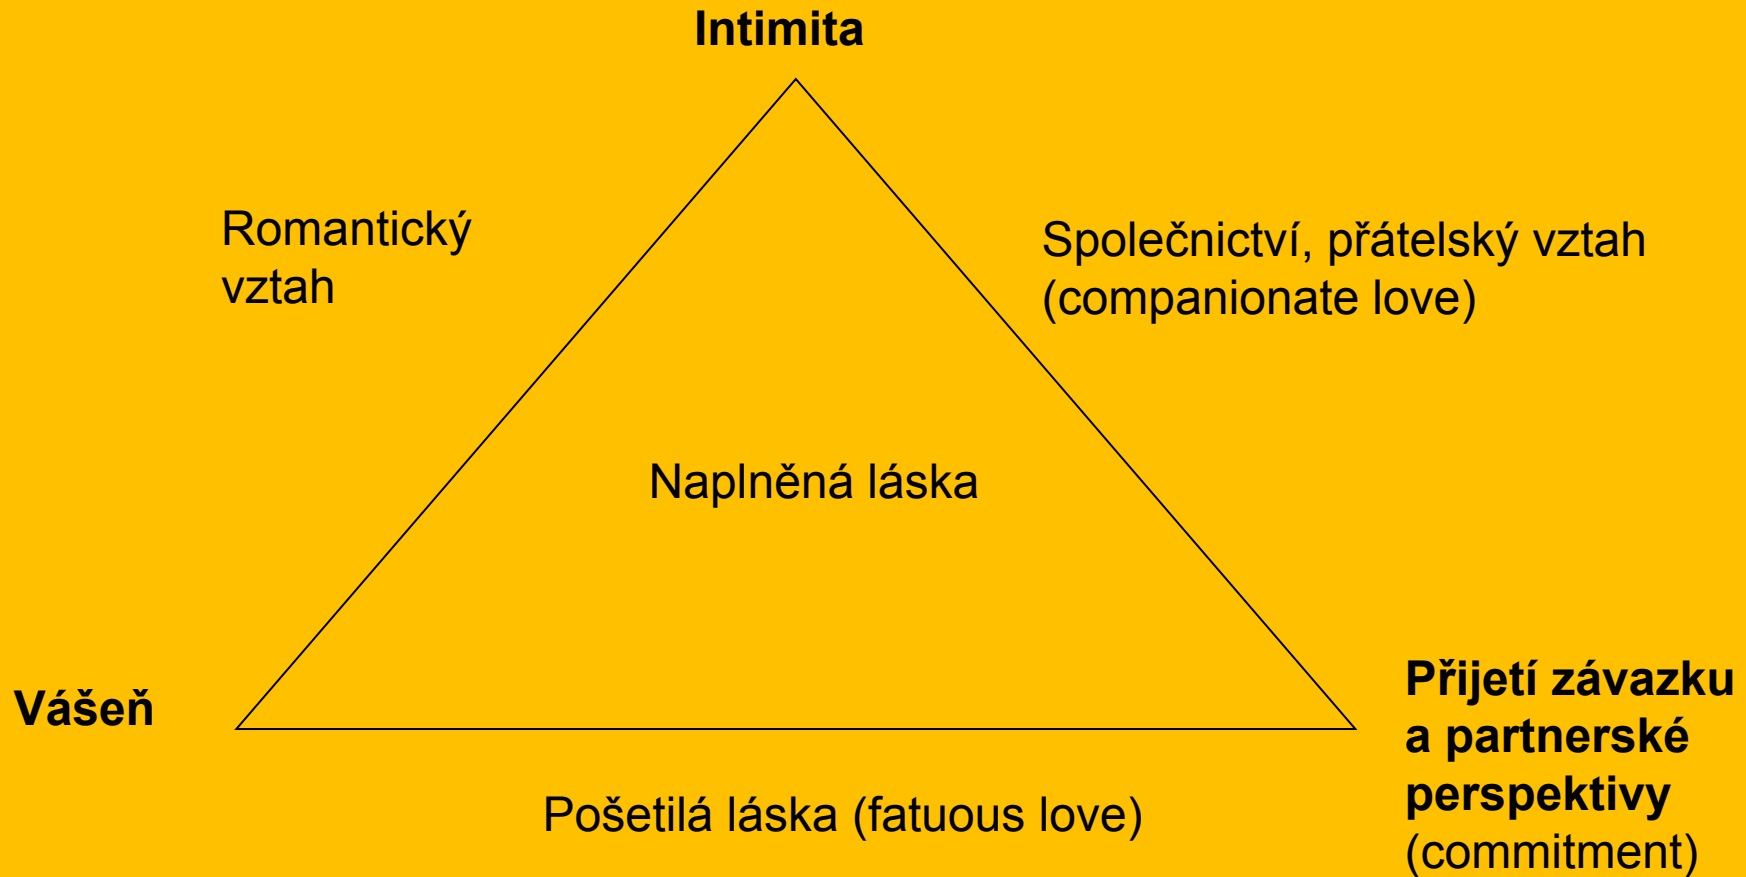 Intimita
Romantický
vztah
Společnictví, přátelský vztah
(companionate love)
Naplněná láska
Vášeň
Přijetí závazku
a partnerské
perspektivy
(commitment)
Pošetilá láska (fatuous love)